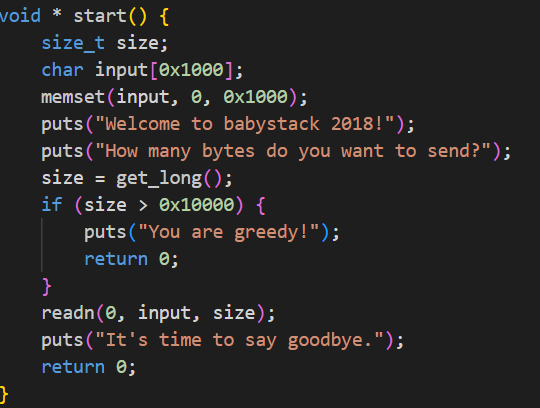 void * start() {
    size_t size;
    char input[0x1000];
    memset(input, 0, 0x1000);
    puts("Welcome to babystack 2018!");
    puts("How many bytes do you want to send?");
    size = get_long();
    if (size > 0x10000) {
        puts("You are greedy!");
        return 0;
    }
    readn(0, input, size);
    puts("It's time to say goodbye.");
    return 0;
}